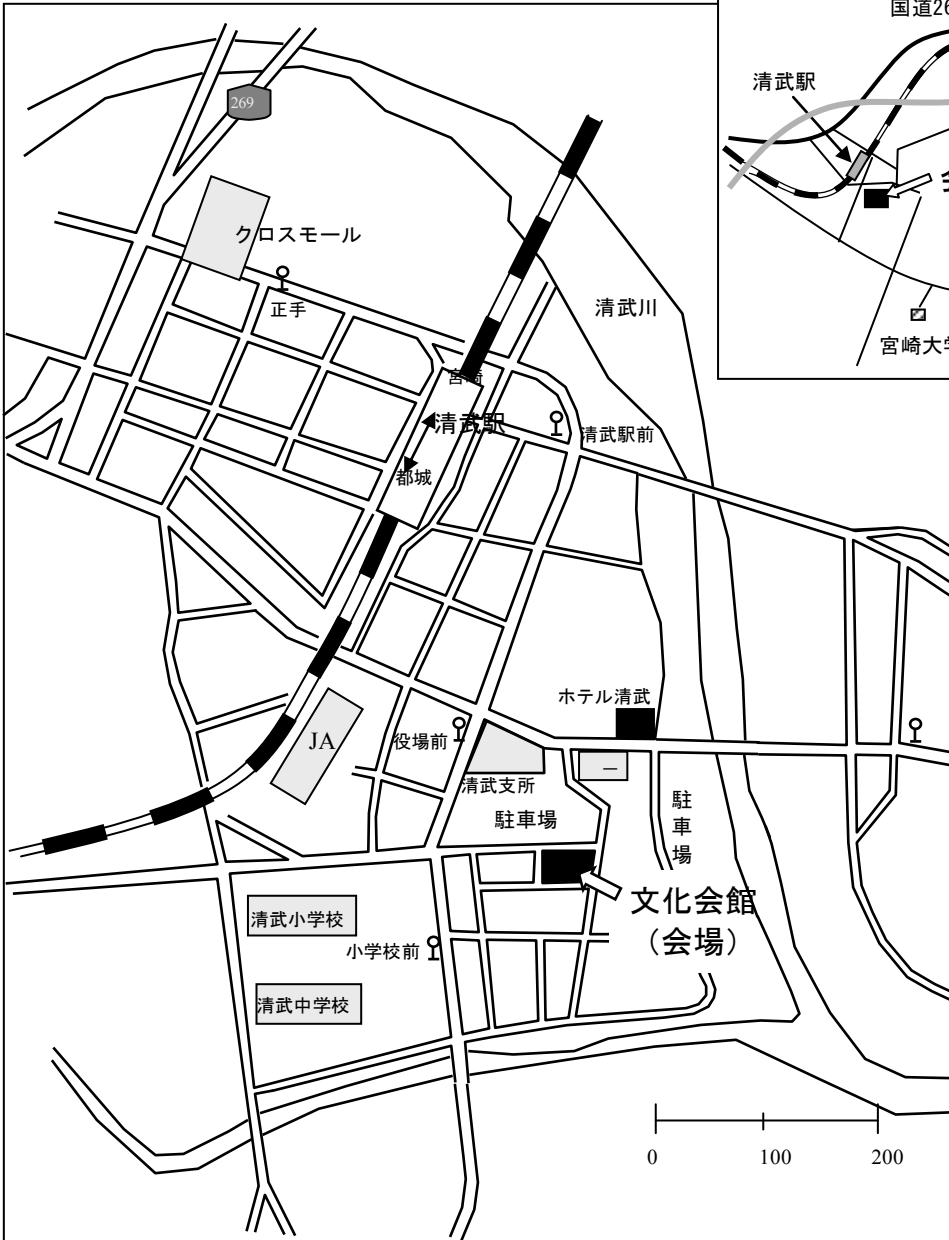 国道26
清武駅
会
宮崎大学
269
クロスモール
正手
清武川
宮崎
清武駅
清武駅前
都城
ホテル清武
JA
役場前
清武支所
駐車場
駐車場
文化会館
（会場）
清武小学校
小学校前
清武中学校
0 100 200